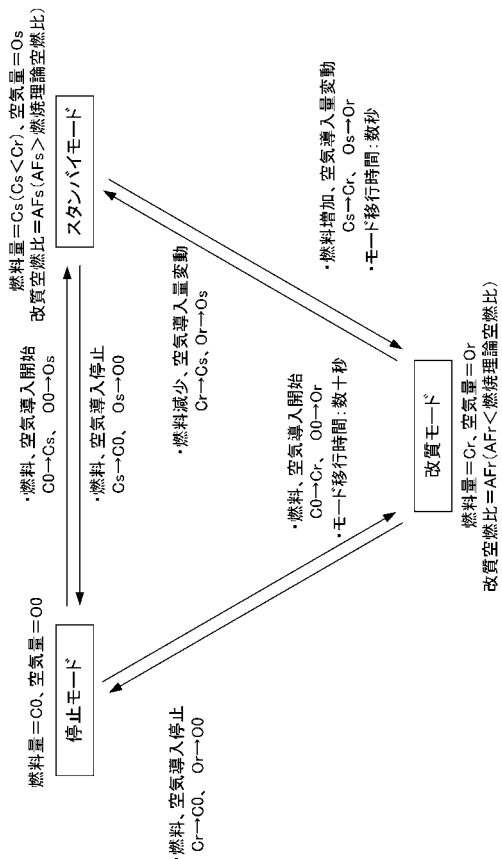 燃料量=C0、空気量=O0
停止モード
燃料量=Cs(Cs<Cr)、空気量=Os
改質空燃比=AFs(AFs>燃焼理論空燃比)
スタンバイモード
・燃料、空気導入開始
C0→Cs、 O0→Os
・燃料、空気導入停止
Cs→C0、 Os→O0
・燃料減少、空気導入量変動
Cr→Cs、Or→Os
・燃料増加、空気導入量変動
Cs→Cr、 Os→Or
・モード移行時間:数秒
・燃料、空気導入開始
C0→Cr、 O0→Or
・モード移行時間:数十秒
・燃料、空気導入停止
Cr→C0、 Or→O0
改質モード
燃料量=Cr、空気量=Or
改質空燃比=AFr(AFr<燃焼理論空燃比)